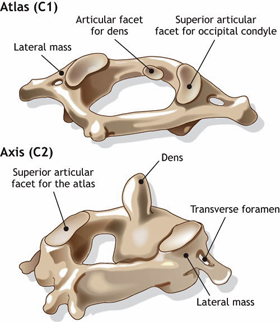 Atlas (C1)
Articular facet
for dens
Superior articular
facet for occipital condyle
Lateral mass
Axis (C2)
Dens
Superior articular
facet for the atlas
Transverse foramen
Lateral mass